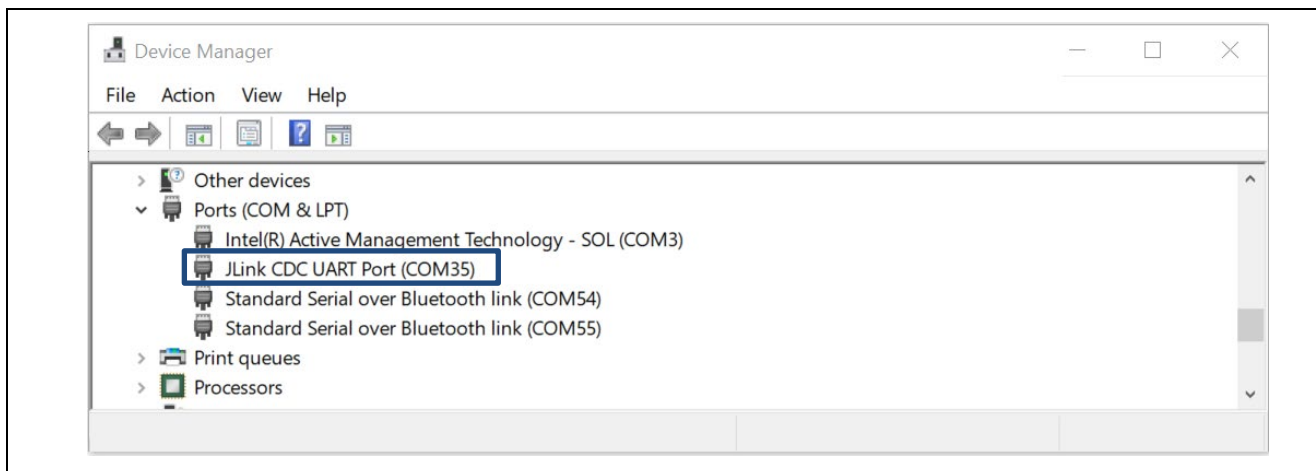 Device Manager
File Action View Help
Other devices
Ports (COM & LPT)
Intel(R) Active Management Technology - SOL (COM3)
JLink CDC UART Port (COM35)
Standard Serial over Bluetooth link (COM54)
Standard Serial over Bluetooth link (COM55)
Print queues
Processors